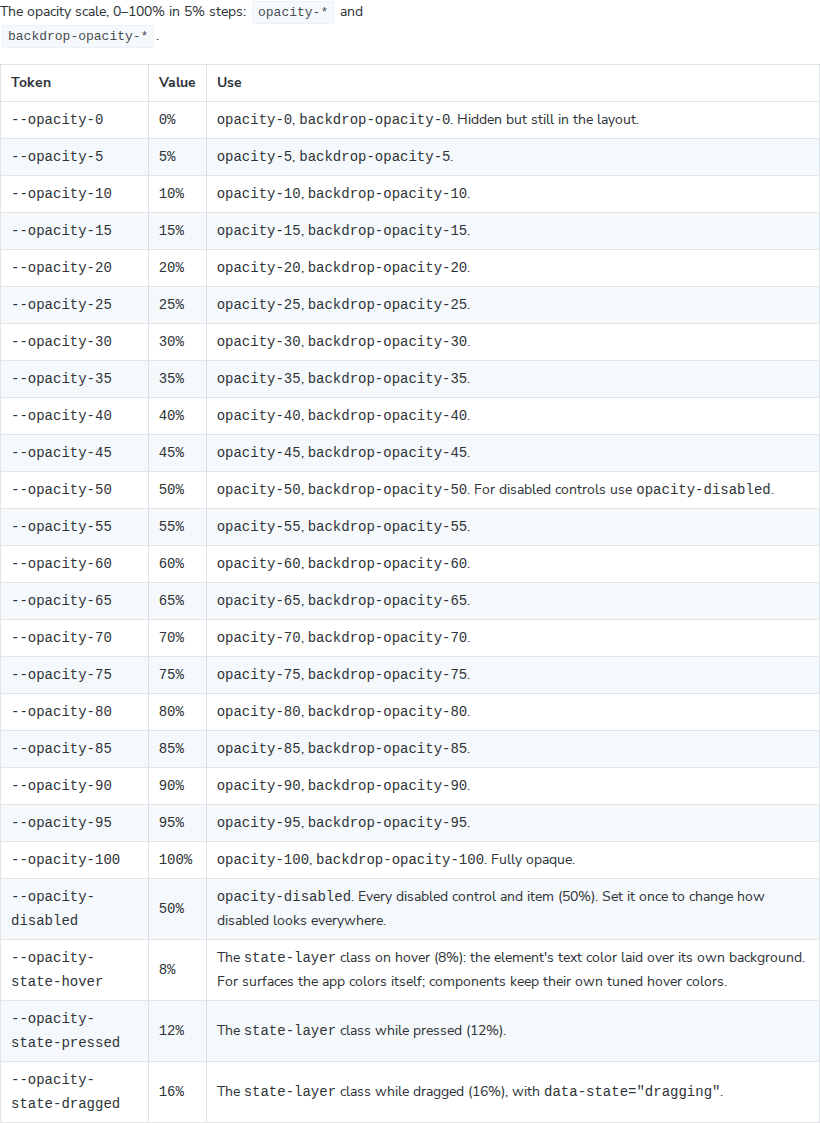 The opacity scale, 0–100% in 5% steps: opacity-* and
backdrop-opacity-* .
Token Value Use
--opacity-0 0% opacity-0, backdrop-opacity-0. Hidden but still in the layout.
--opacity-5 5% opacity-5, backdrop-opacity-5.
--opacity-10 10% opacity-10, backdrop-opacity-10.
--opacity-15 15% opacity-15, backdrop-opacity-15.
--opacity-20 20% opacity-20, backdrop-opacity-20.
--opacity-25 25% opacity-25, backdrop-opacity-25.
--opacity-30 30% opacity-30, backdrop-opacity-30.
--opacity-35 35% opacity-35, backdrop-opacity-35.
--opacity-40 40% opacity-40, backdrop-opacity-40.
--opacity-45 45% opacity-45, backdrop-opacity-45.
--opacity-50 50% opacity-50, backdrop-opacity-50. For disabled controls use opacity-disabled.
--opacity-55 55% opacity-55, backdrop-opacity-55.
--opacity-60 60% opacity-60, backdrop-opacity-60.
--opacity-65 65% opacity-65, backdrop-opacity-65.
--opacity-70 70% opacity-70, backdrop-opacity-70.
--opacity-75 75% opacity-75, backdrop-opacity-75.
--opacity-80 80% opacity-80, backdrop-opacity-80.
--opacity-85 85% opacity-85, backdrop-opacity-85.
--opacity-90 90% opacity-90, backdrop-opacity-90.
--opacity-95 95% opacity-95, backdrop-opacity-95.
--opacity-100 100% opacity-100, backdrop-opacity-100. Fully opaque.
--opacity-
disabled
50%
opacity-disabled. Every disabled control and item (50%). Set it once to change how
disabled looks everywhere.
--opacity-
state-hover
8%
The state-layer class on hover (8%): the element's text color laid over its own background.
For surfaces the app colors itself; components keep their own tuned hover colors.
--opacity-
state-pressed
12%
The state-layer class while pressed (12%).
--opacity-
state-dragged
16%
The state-layer class while dragged (16%), with data-state="dragging".